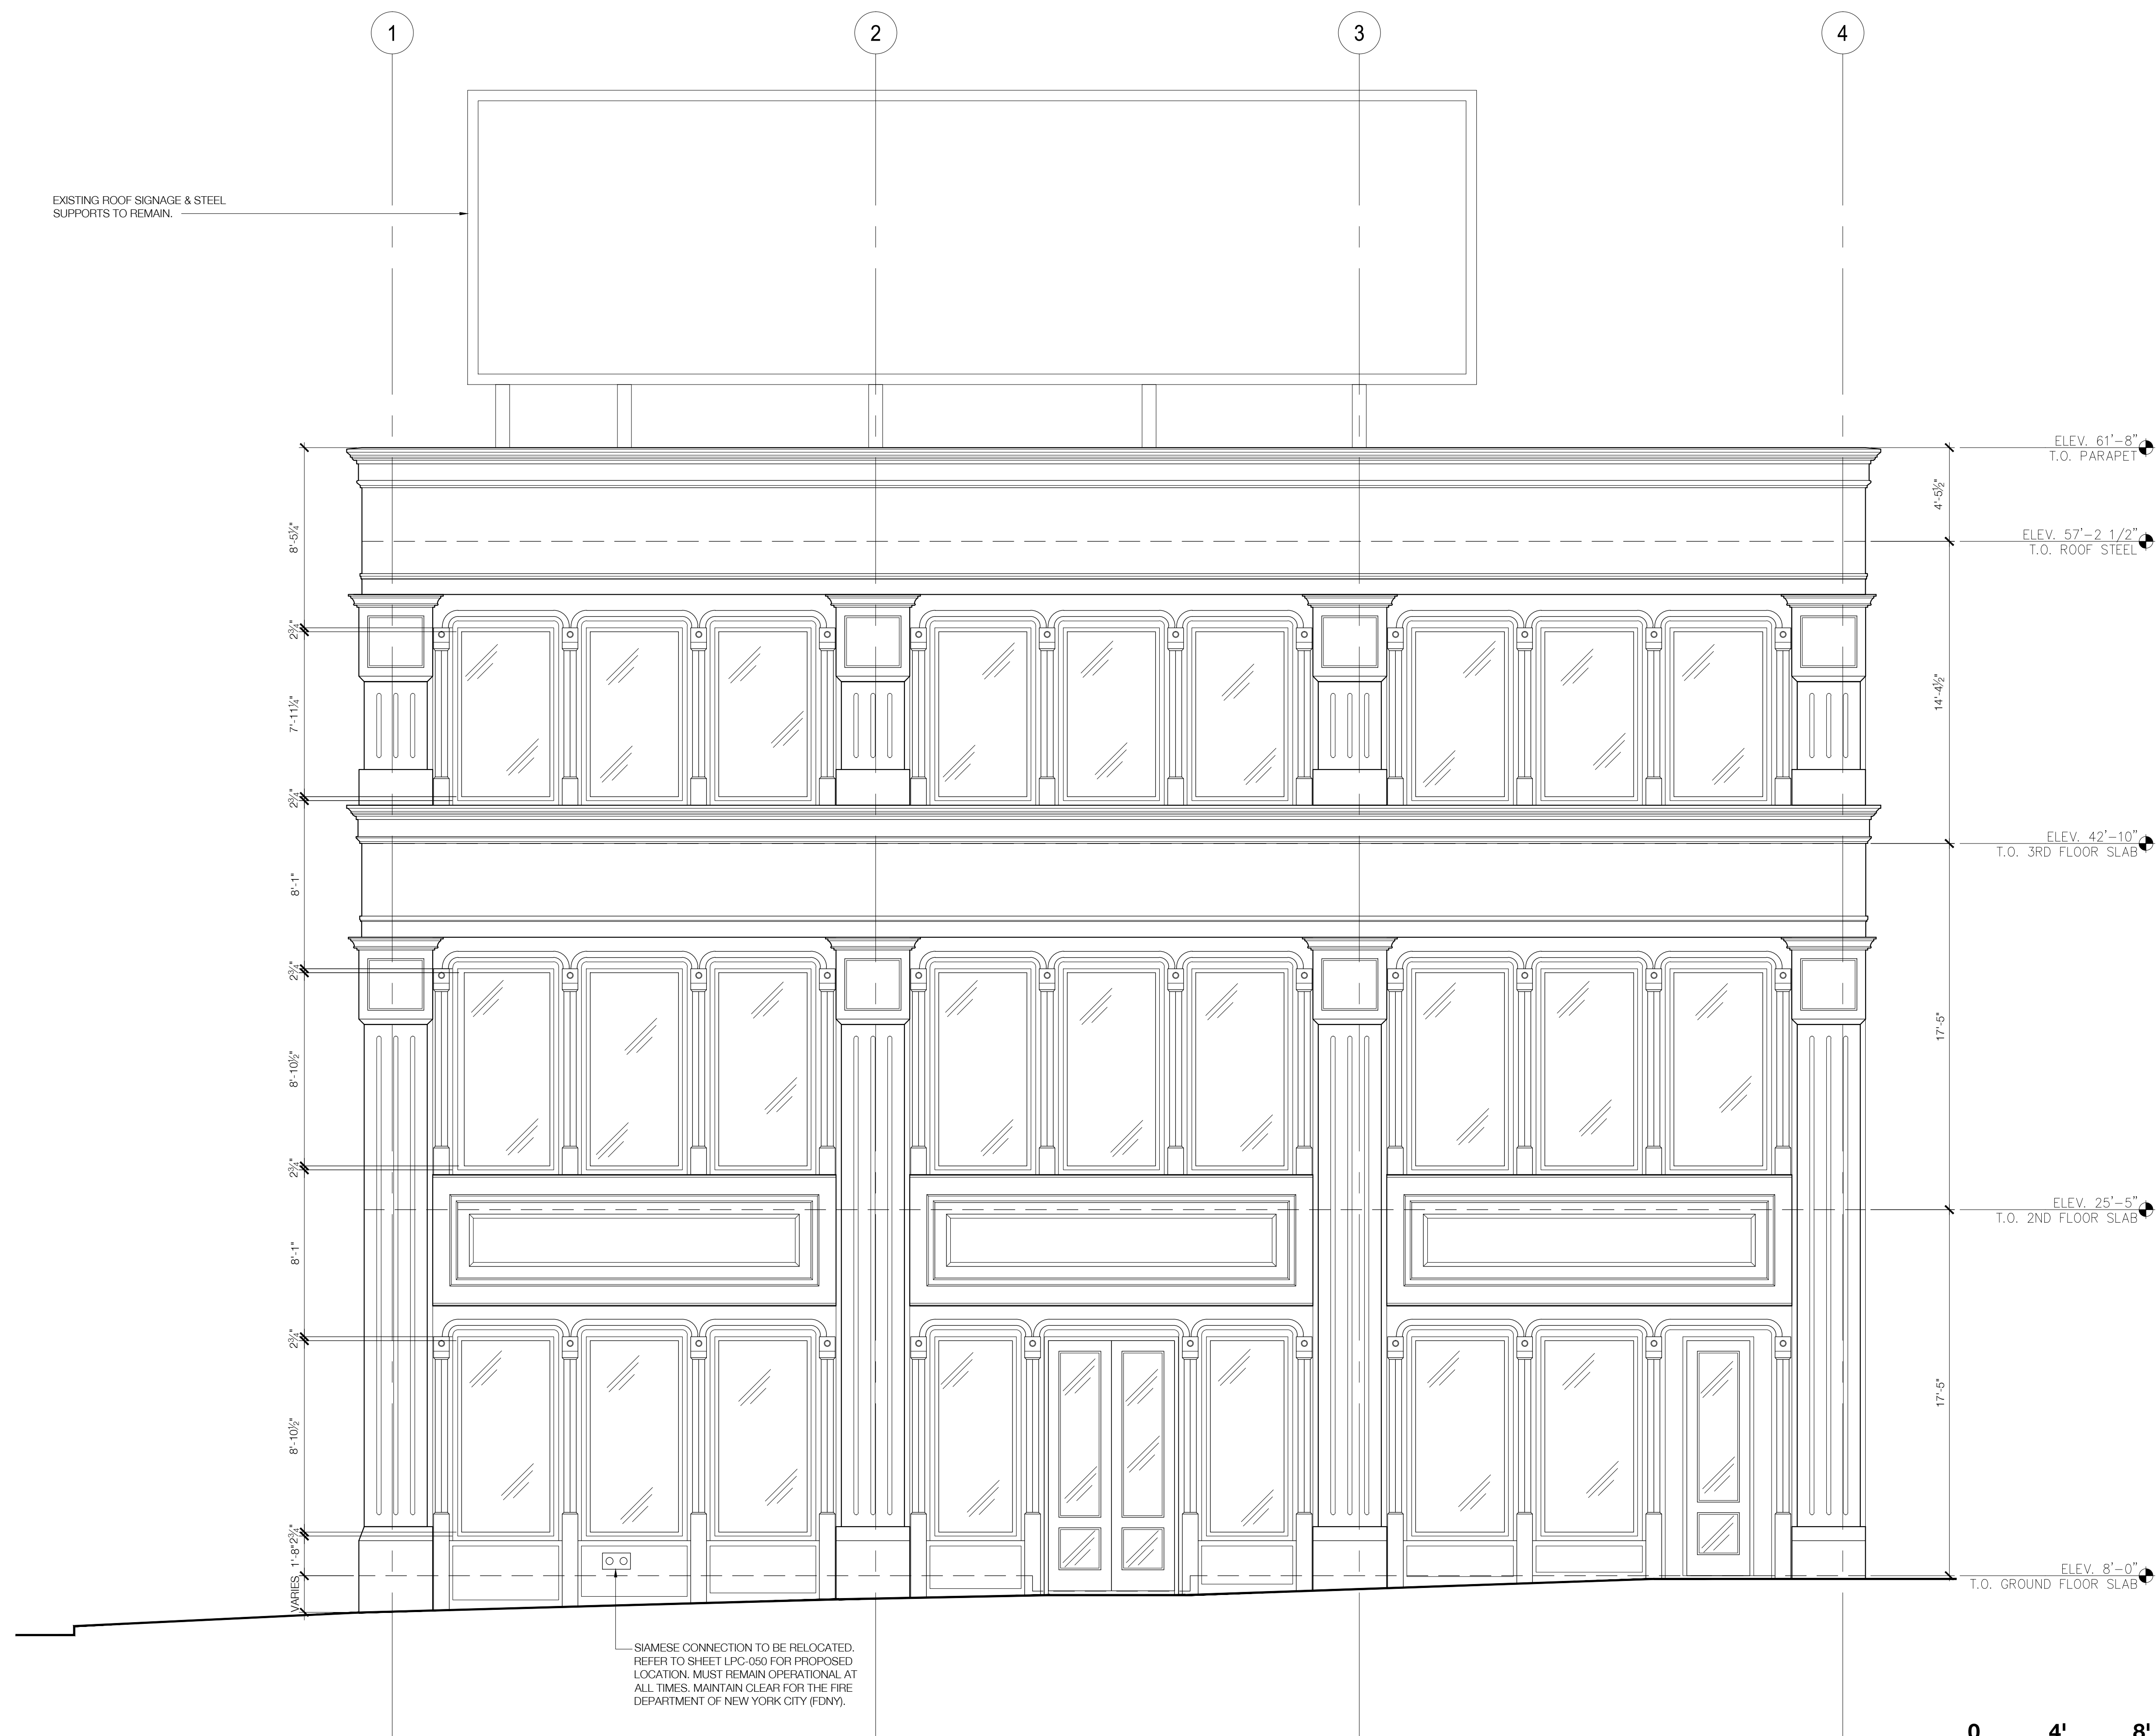 1
2
3
4
EXISTING ROOF SIGNAGE & STEEL
SUPPORTS TO REMAIN.
ELEV. 61'-8"
T.O. PARAPET
4'-5½"
8'-5¼"
ELEV. 57'-2 1/2"
T.O. ROOF STEEL
2¾"
7'-11¼"
14'-4½"
2¾"
ELEV. 42'-10"
T.O. 3RD FLOOR SLAB
8'-1"
2¾"
8'-10½"
17'-5"
2¾"
ELEV. 25'-5"
T.O. 2ND FLOOR SLAB
8'-1"
2¾"
8'-10½"
17'-5"
2¾"
1'-8"
VARIES
ELEV. 8'-0"
T.O. GROUND FLOOR SLAB
SIAMESE CONNECTION TO BE RELOCATED.
REFER TO SHEET LPC-050 FOR PROPOSED
LOCATION. MUST REMAIN OPERATIONAL AT
ALL TIMES. MAINTAIN CLEAR FOR THE FIRE
DEPARTMENT OF NEW YORK CITY (FDNY).
0 4' 8'